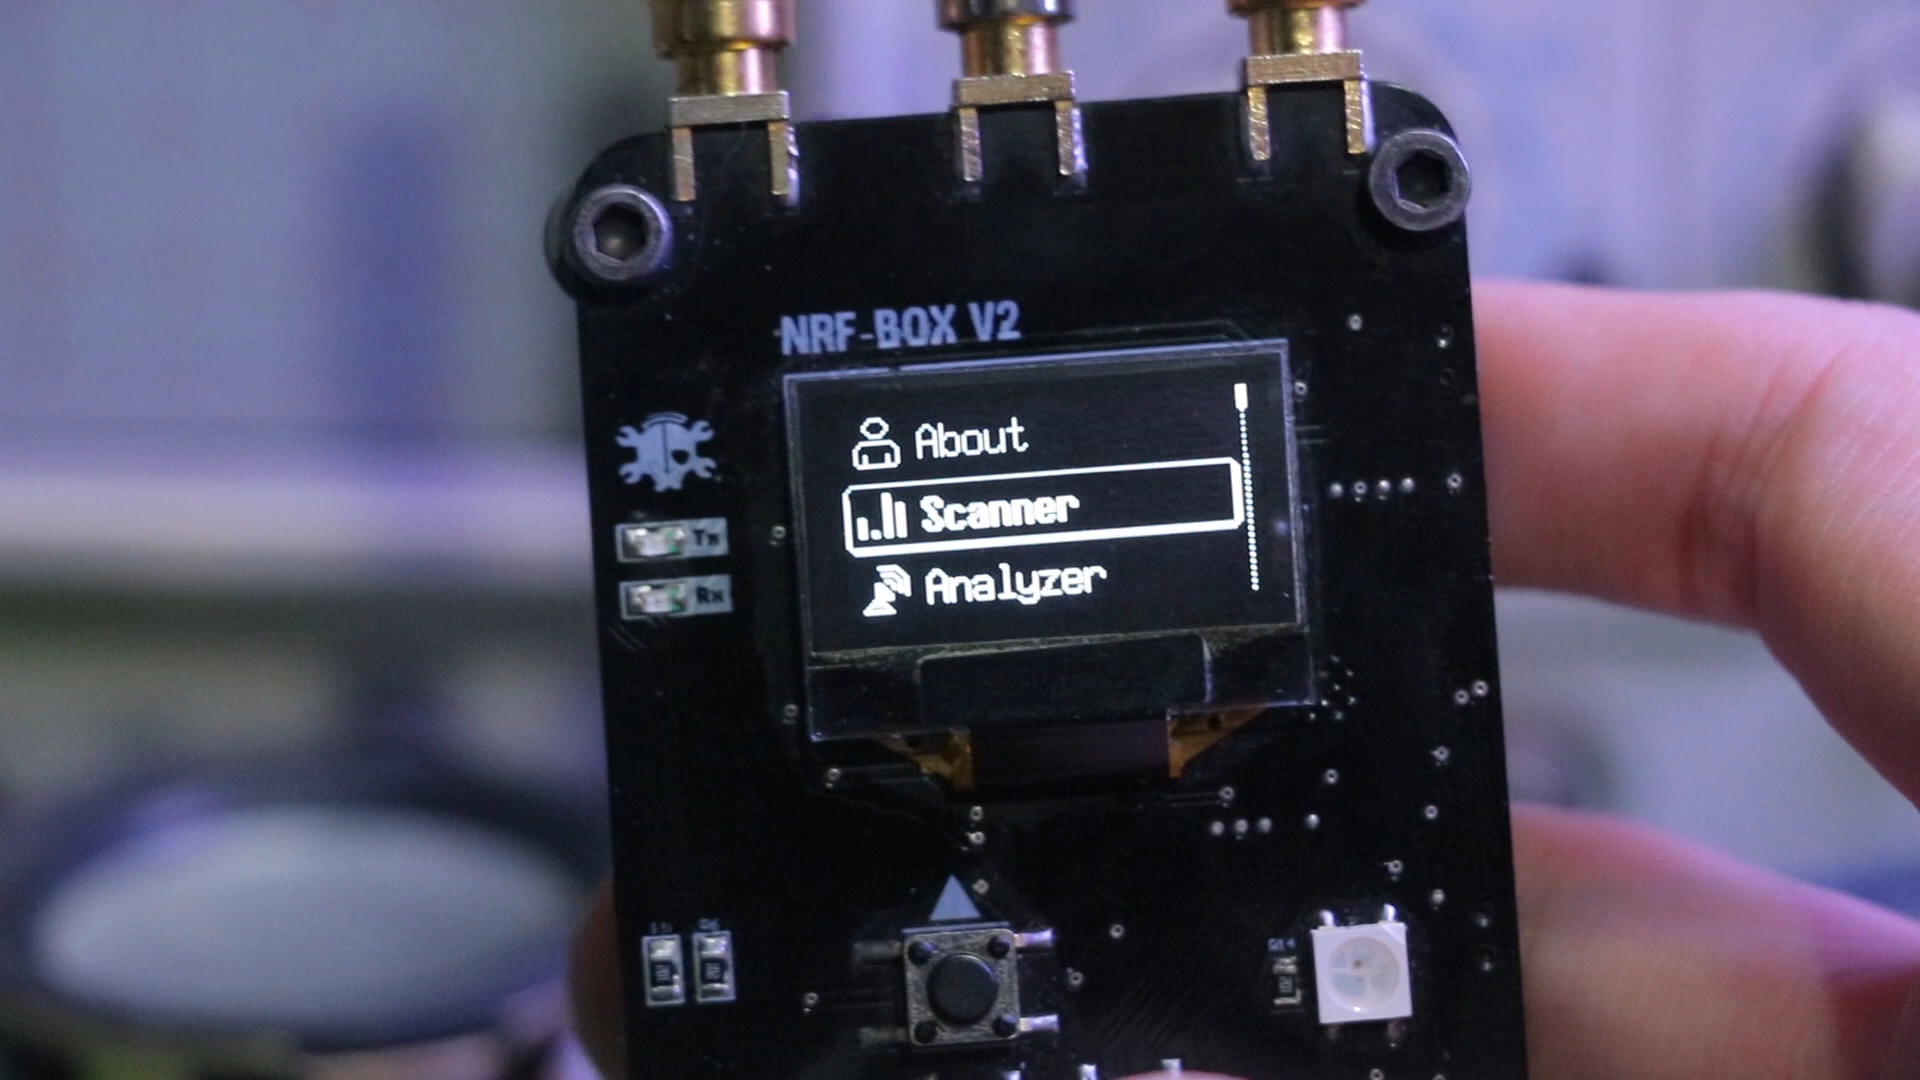 NRF-BOX V2
About
Scanner
Analyzer
Tx
Rx